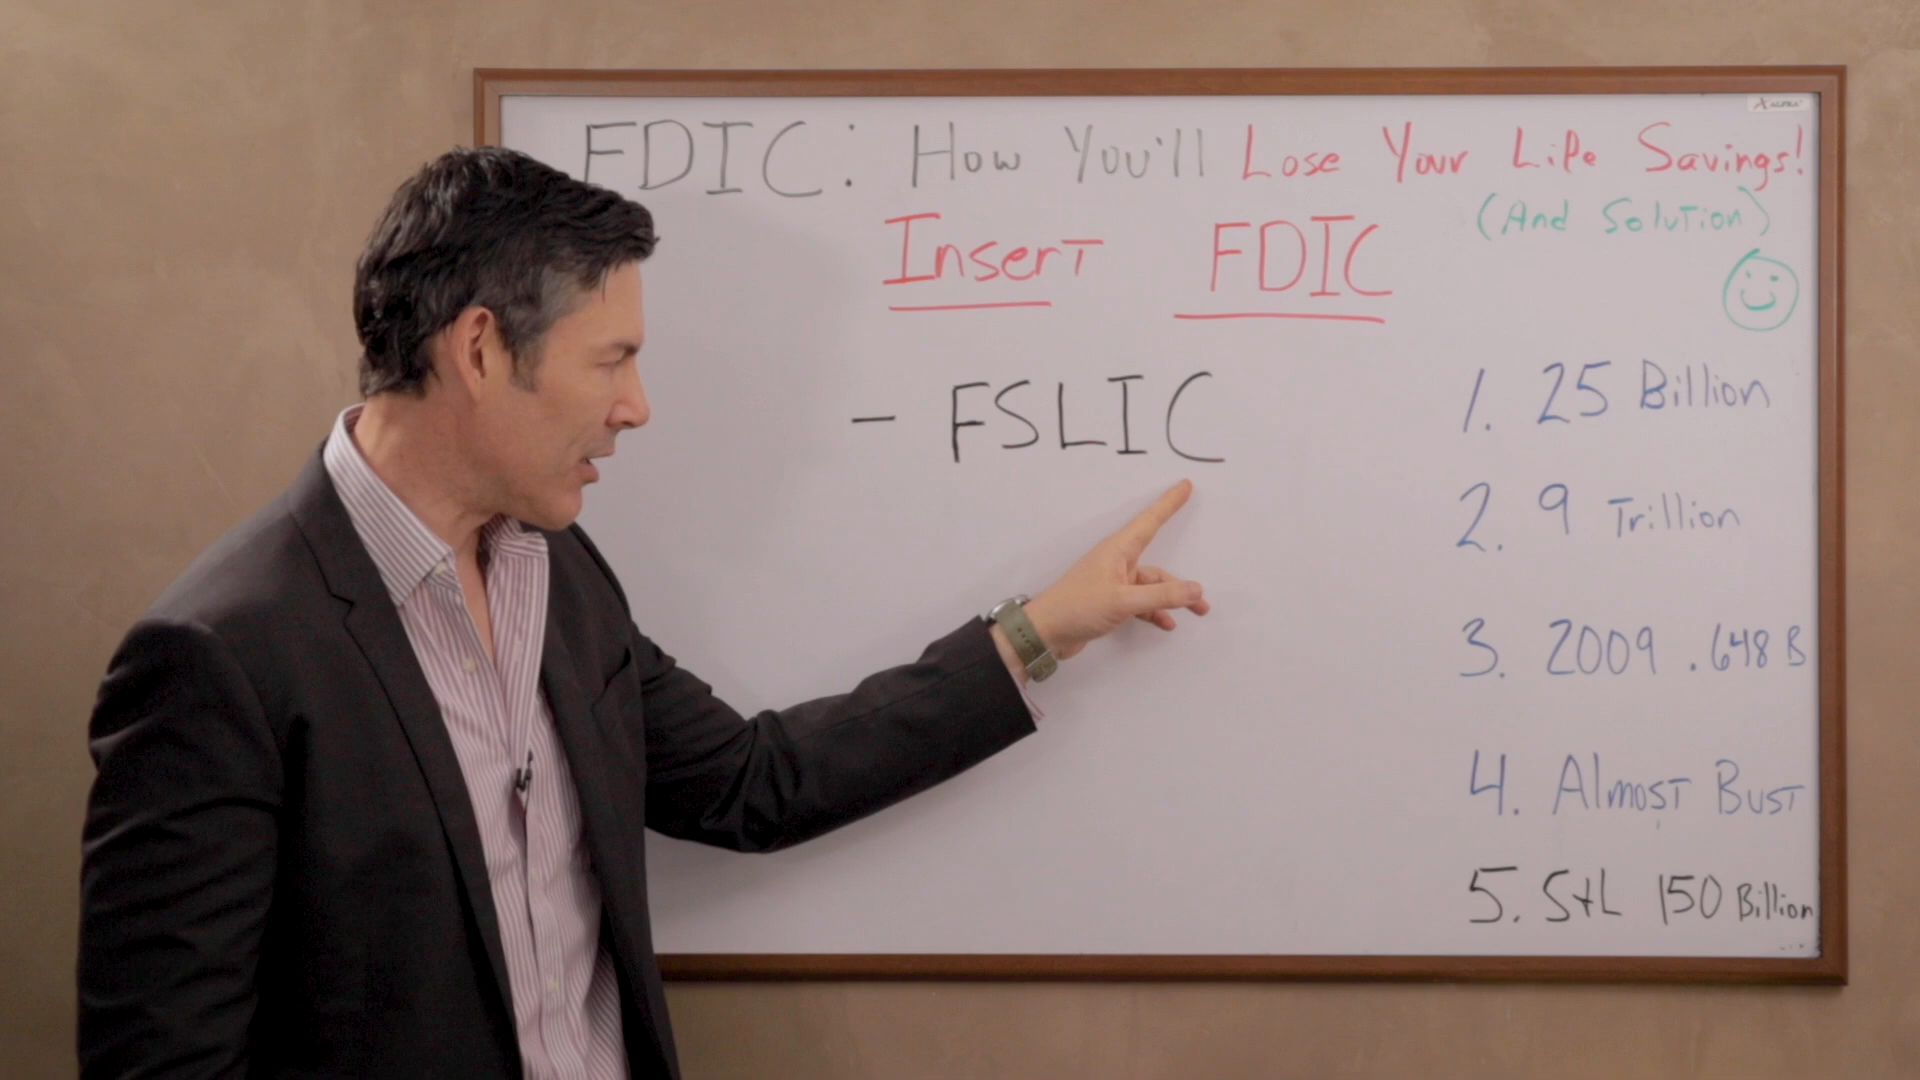 FDIC: How You'll Lose Your Life Savings!
(And Solution)
Insert FDIC
- FSLIC
1. 25 Billion
2. 9 Trillion
3. 2009 .648 B
4. Almost Bust
5. S+L 150 Billion
ALPHA